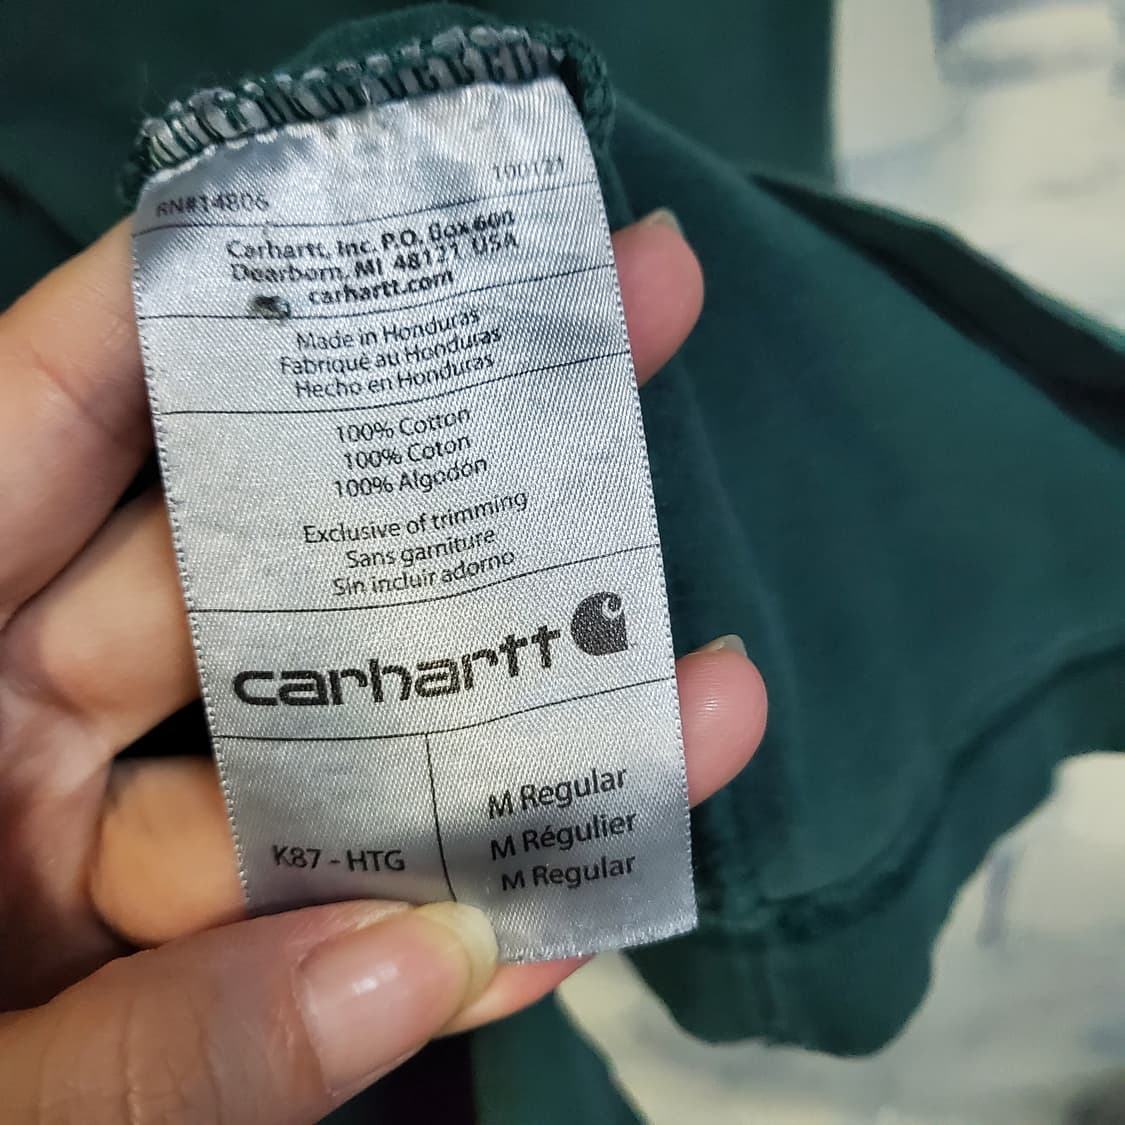 RN#14806 100121
Carhartt, Inc. P.O. Box 600
Dearborn, MI 48121 USA
carhartt.com
Made in Honduras
Fabriqué au Honduras
Hecho en Honduras
100% Cotton
100% Coton
100% Algodón
Exclusive of trimming
Sans garniture
Sin incluir adorno
carhartt
K87 - HTG
M Regular
M Régulier
M Regular